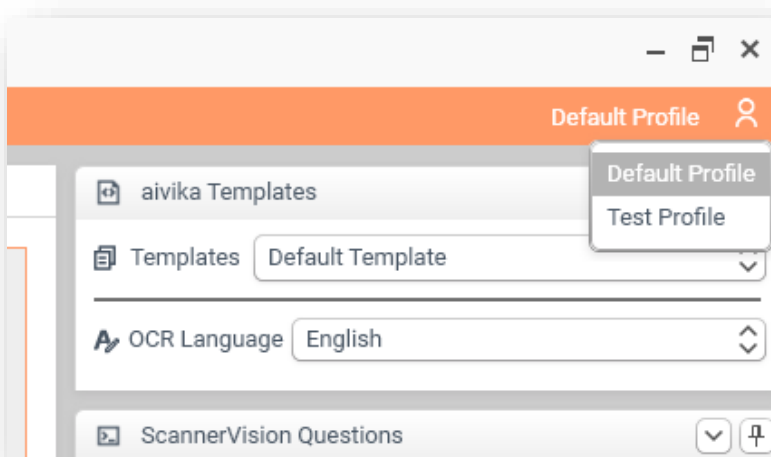 Default Profile
Default Profile
Test Profile
aivika Templates
Templates Default Template
OCR Language English
ScannerVision Questions